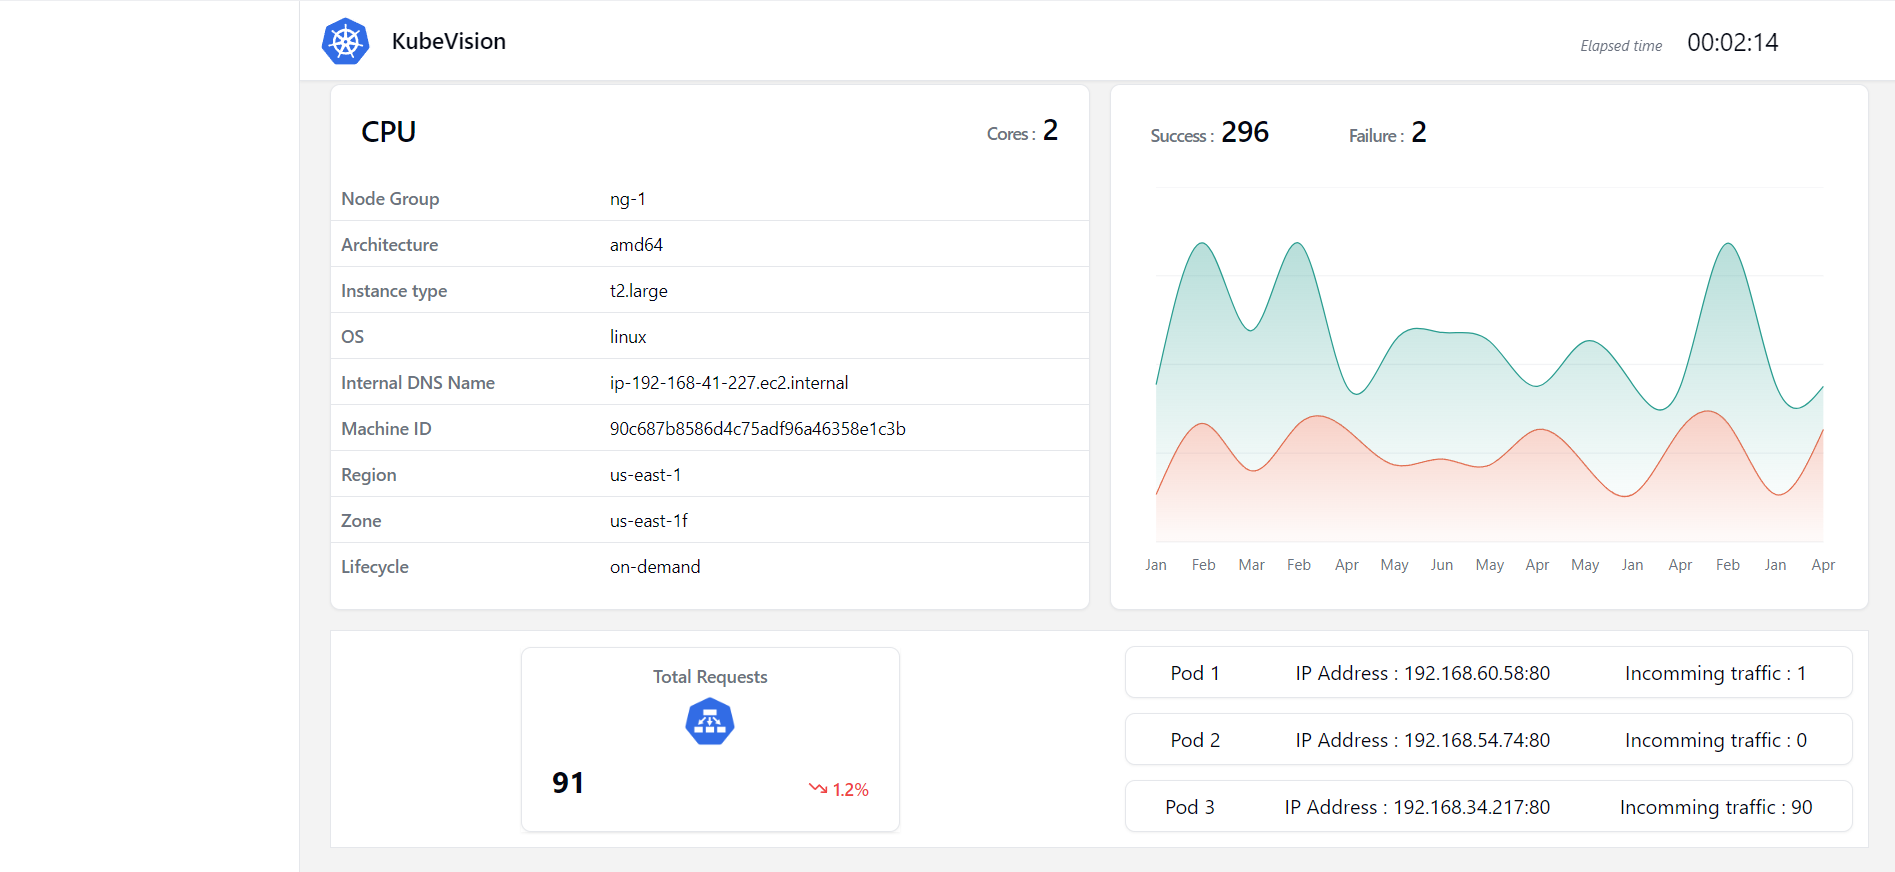 KubeVision
Elapsed time 00:02:14
CPU
Cores : 2
Node Group ng-1
Architecture amd64
Instance type t2.large
OS linux
Internal DNS Name ip-192-168-41-227.ec2.internal
Machine ID 90c687b8586d4c75adf96a46358e1c3b
Region us-east-1
Zone us-east-1f
Lifecycle on-demand
Success : 296 Failure : 2
Jan Feb Mar Feb Apr May Jun May Apr May Jan Apr Feb Jan Apr
Total Requests
91 1.2%
Pod 1 IP Address : 192.168.60.58:80 Incomming traffic : 1
Pod 2 IP Address : 192.168.54.74:80 Incomming traffic : 0
Pod 3 IP Address : 192.168.34.217:80 Incomming traffic : 90